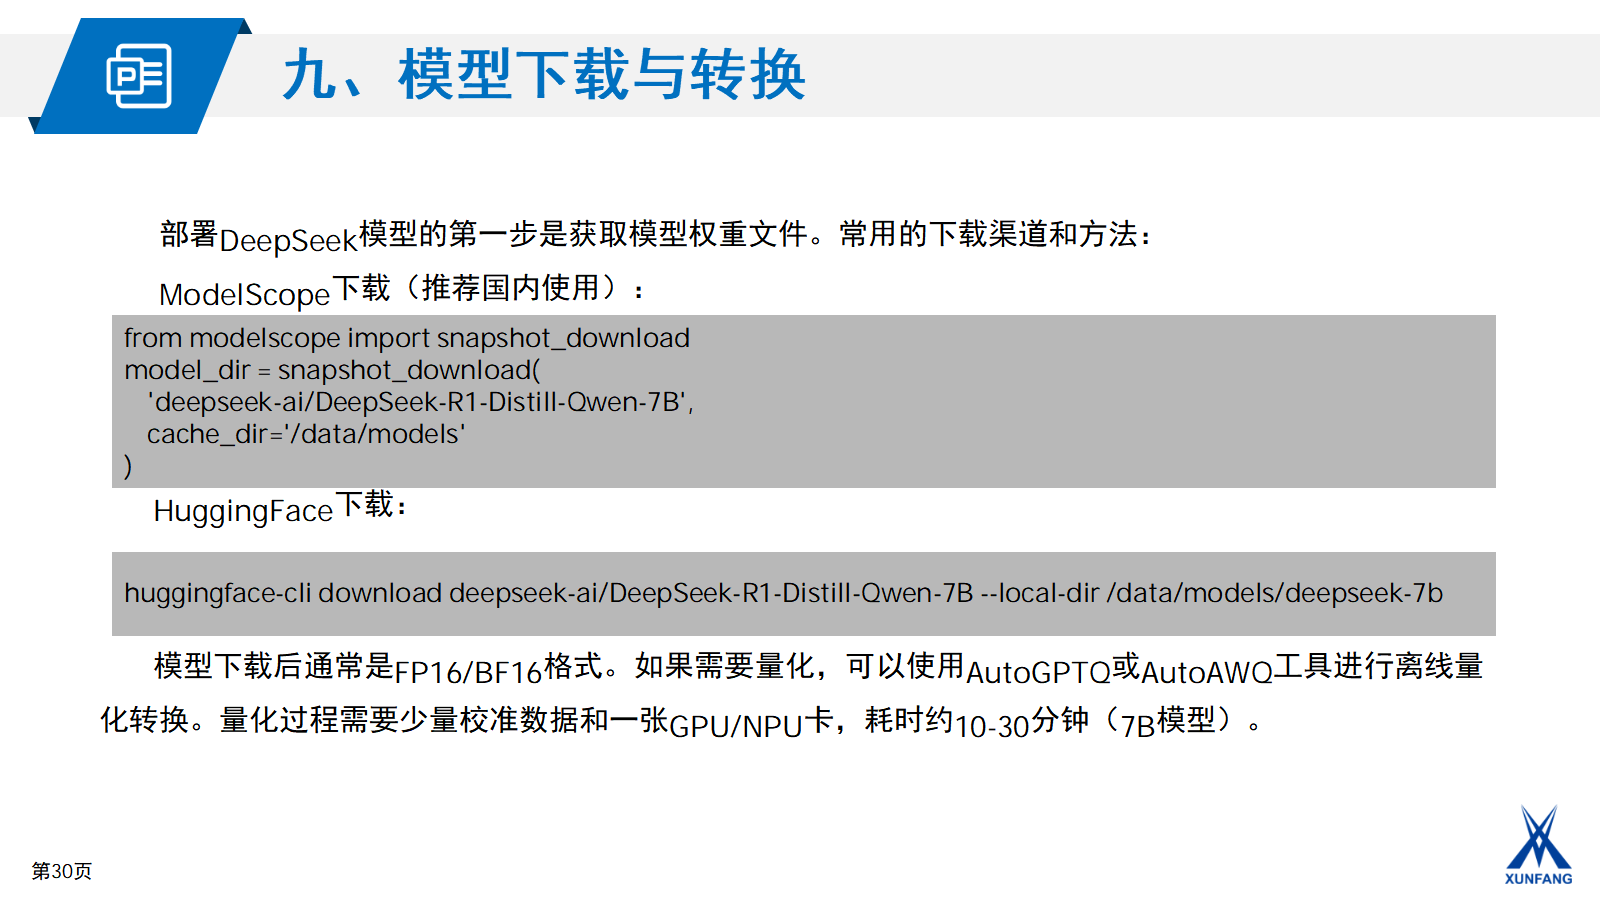 九、模型下载与转换
部署DeepSeek模型的第一步是获取模型权重文件。常用的下载渠道和方法：
ModelScope下载（推荐国内使用）：
from modelscope import snapshot_download
model_dir = snapshot_download(
    'deepseek-ai/DeepSeek-R1-Distill-Qwen-7B',
    cache_dir='/data/models'
)
HuggingFace下载：
huggingface-cli download deepseek-ai/DeepSeek-R1-Distill-Qwen-7B --local-dir /data/models/deepseek-7b
模型下载后通常是FP16/BF16格式。如果需要量化，可以使用AutoGPTQ或AutoAWQ工具进行离线量
化转换。量化过程需要少量校准数据和一张GPU/NPU卡，耗时约10-30分钟（7B模型）。
第30页
XUNFANG